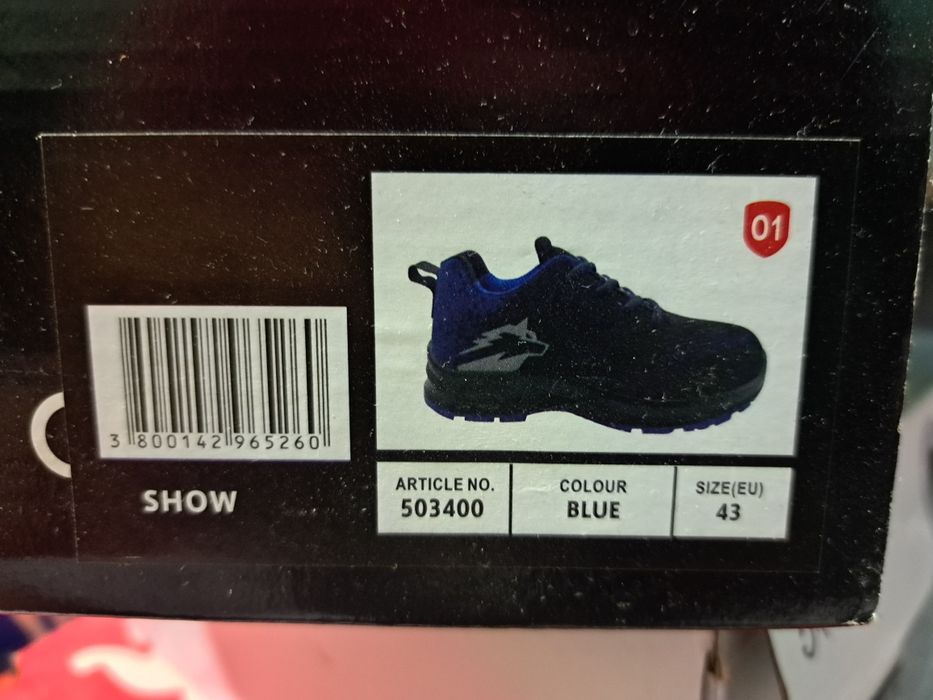 01
3 800142 965260
SHOW
ARTICLE NO.
503400
COLOUR
BLUE
SIZE(EU)
43